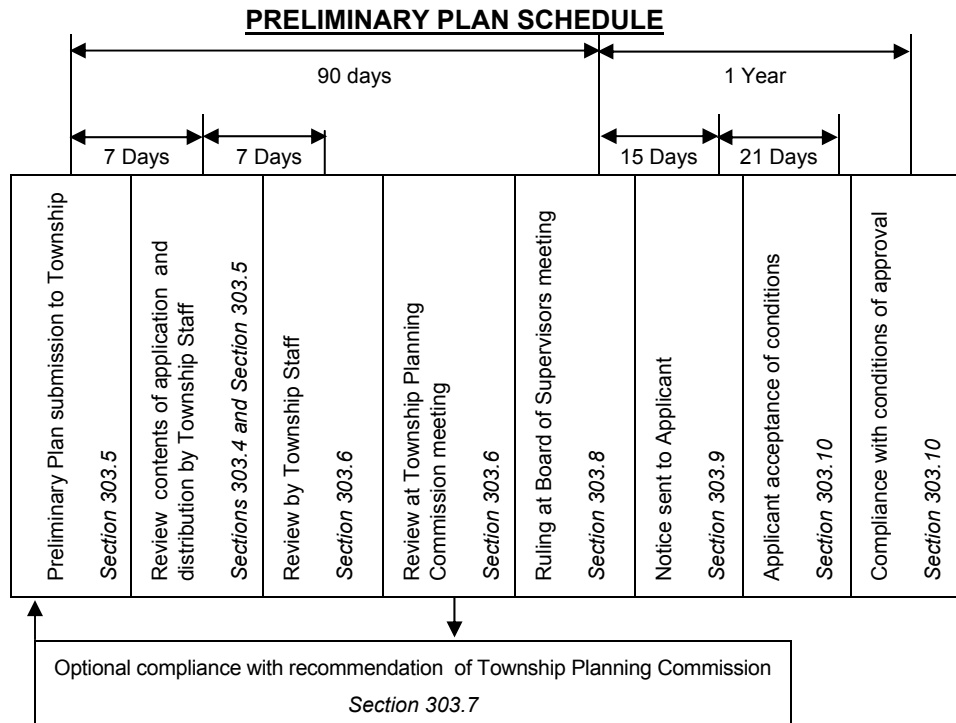 PRELIMINARY PLAN SCHEDULE
90 days
1 Year
7 Days
7 Days
15 Days
21 Days
Preliminary Plan submission to Township
Section 303.5
Review contents of application and
distribution by Township Staff
Sections 303.4 and Section 303.5
Review by Township Staff
Section 303.6
Review at Township Planning
Commission meeting
Section 303.6
Ruling at Board of Supervisors meeting
Section 303.8
Notice sent to Applicant
Section 303.9
Applicant acceptance of conditions
Section 303.10
Compliance with conditions of approval
Section 303.10
Optional compliance with recommendation of Township Planning Commission
Section 303.7